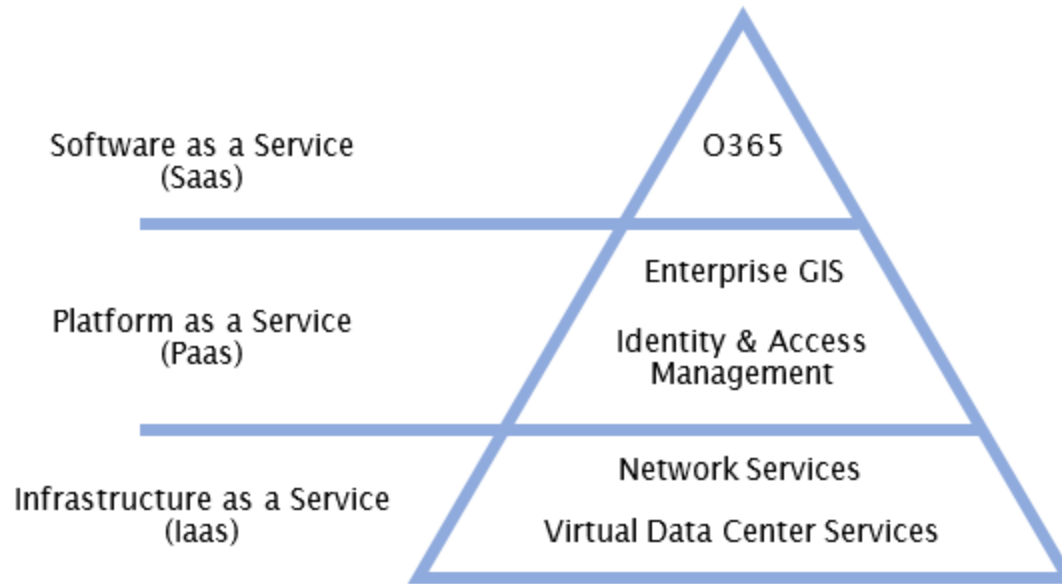 Software as a Service
(Saas)
O365
Platform as a Service
(Paas)
Enterprise GIS
Identity & Access
Management
Infrastructure as a Service
(Iaas)
Network Services
Virtual Data Center Services